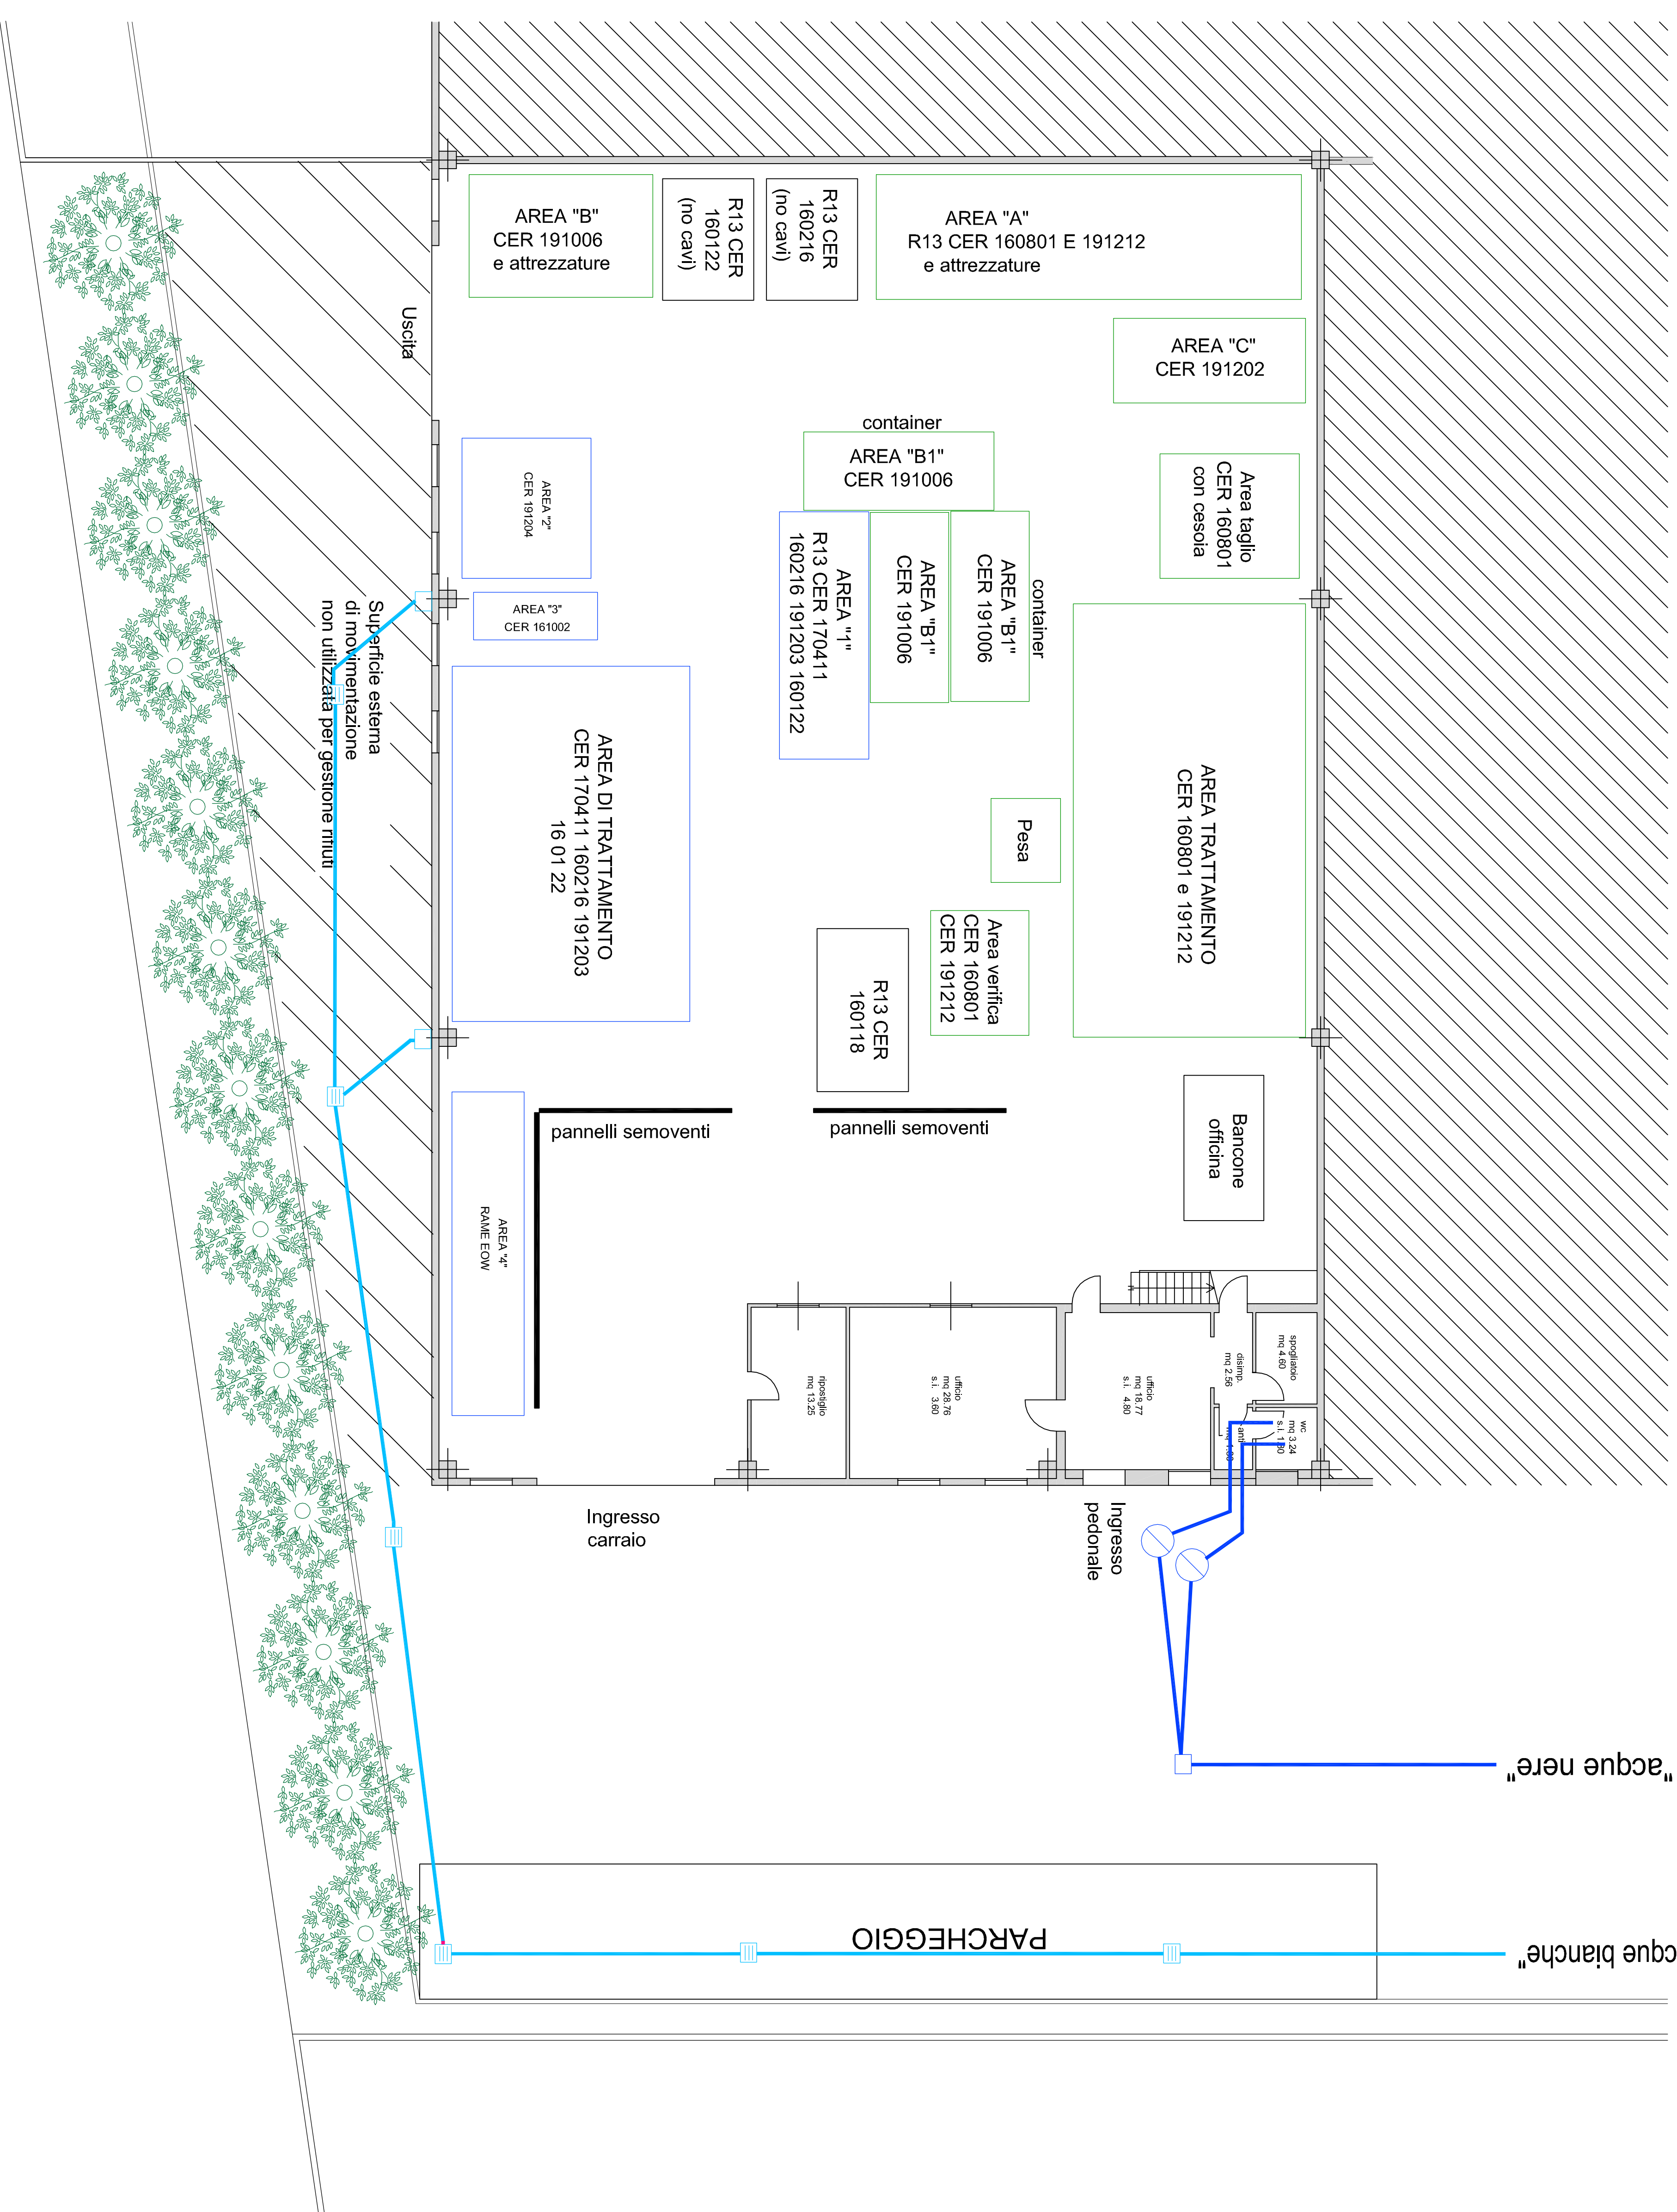 AREA "B"
CER 191006
e attrezzature
R13 CER
160122
(no cavi)
R13 CER
160216
(no cavi)
AREA "A"
R13 CER 160801 E 191212
e attrezzature
AREA "C"
CER 191202
Uscita
container
AREA "B1"
CER 191006
Area taglio
CER 160801
con cesoia
AREA "2"
CER 191204
AREA "3"
CER 161002
AREA "1"
R13 CER 170411
160216 191203 160122
AREA "B1"
CER 191006
AREA "B1"
CER 191006
container
Superficie esterna
di movimentazione
non utilizzata per gestione rifiuti
AREA DI TRATTAMENTO
CER 170411 160216 191203
16 01 22
Pesa
AREA TRATTAMENTO
CER 160801 e 191212
Area verifica
CER 160801
CER 191212
R13 CER
160118
Bancone
officina
pannelli semoventi
pannelli semoventi
AREA "4"
RAME EOW
ripostiglio
mq 13.25
ufficio
mq 28.76
s.i. 3.60
ufficio
mq 18.77
s.i. 4.80
disimp.
mq 2.56
spogliatoio
mq 4.60
anti
wc
mq 3.24
s.i.
Ingresso
carraio
Ingresso
pedonale
"acque nere"
PARCHEGGIO
cque bianche"